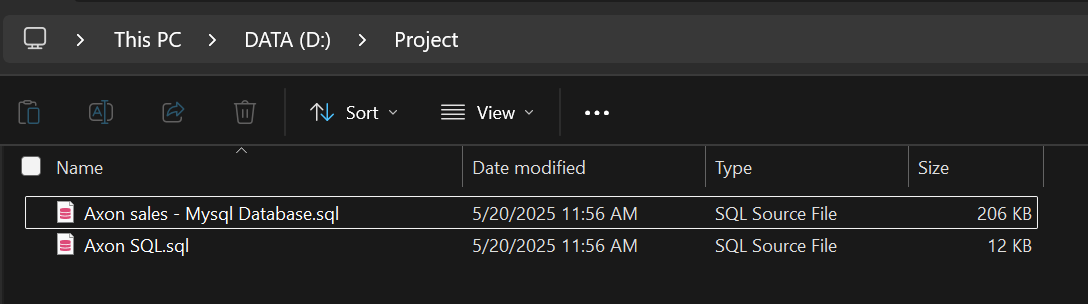 This PC > DATA (D:) > Project
Sort View •••
Name Date modified Type Size
Axon sales - Mysql Database.sql 5/20/2025 11:56 AM SQL Source File 206 KB
Axon SQL.sql 5/20/2025 11:56 AM SQL Source File 12 KB